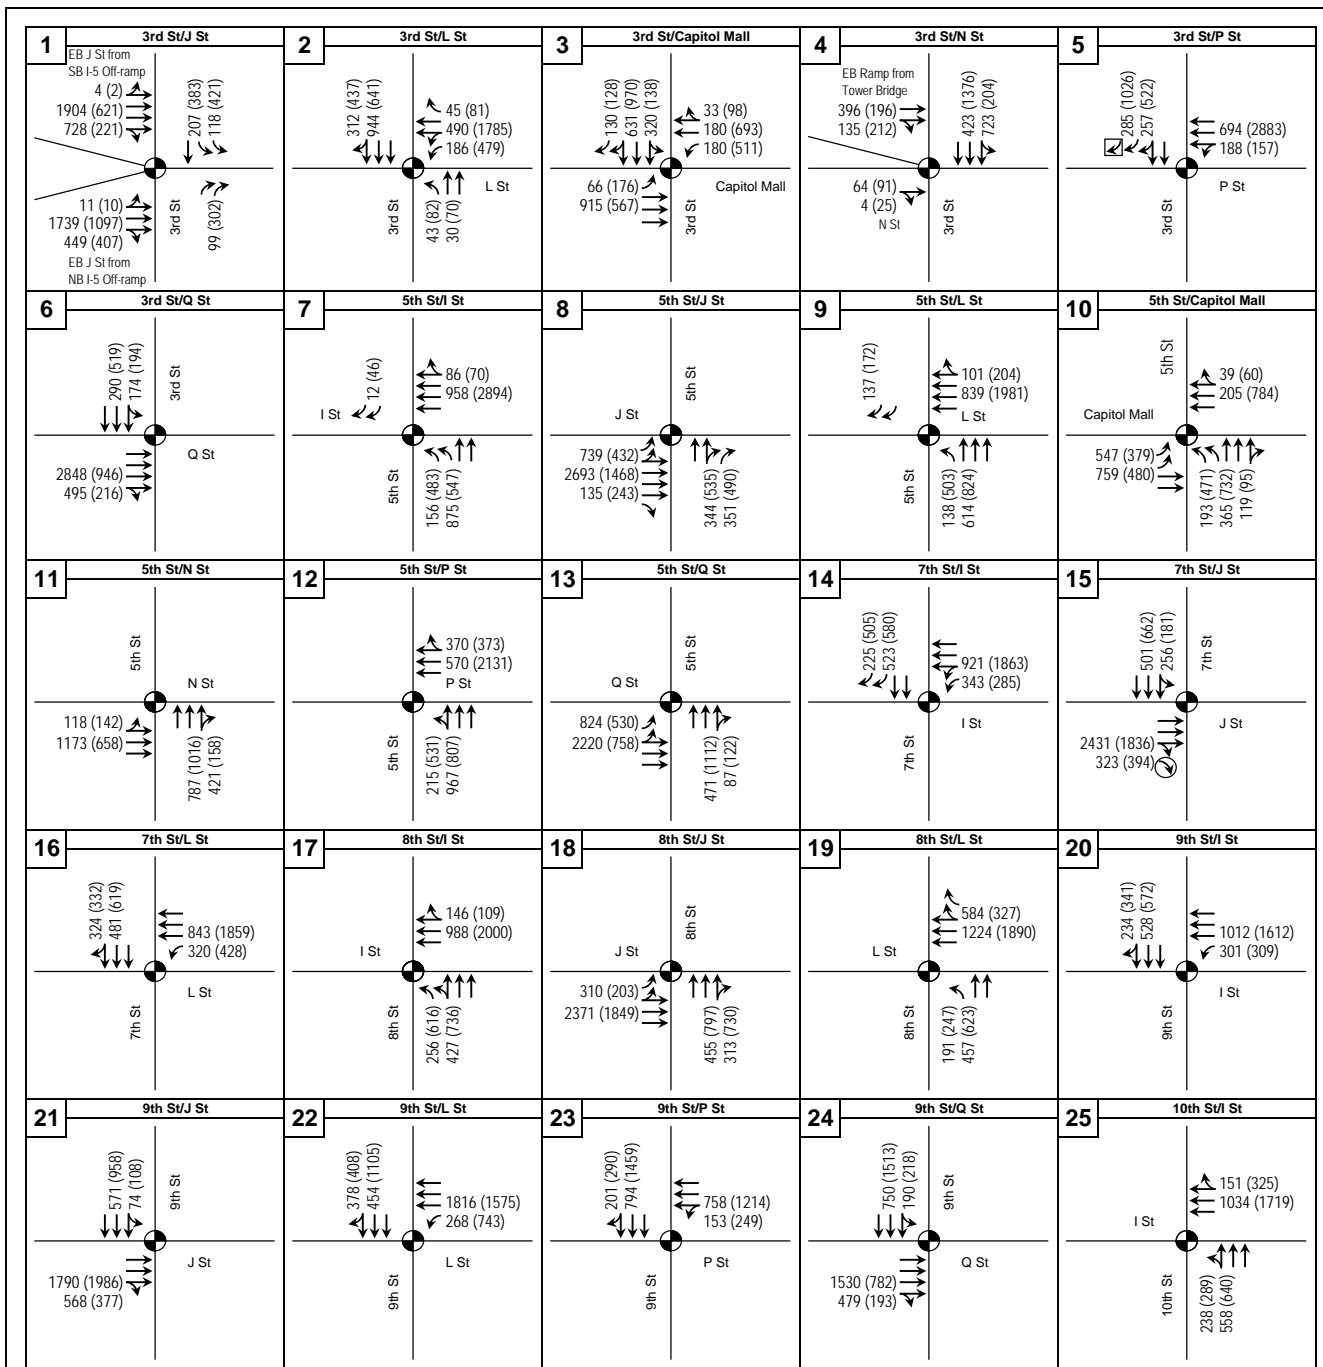 1
3rd St/J St
EB J St from
SB I-5 Off-ramp
4 (2)
1904 (621)
728 (221)
207 (383)
118 (421)
11 (10)
1739 (1097)
449 (407)
3rd St
99 (302)
EB J St from
NB I-5 Off-ramp
2
3rd St/L St
312 (437)
944 (641)
45 (81)
490 (1785)
186 (479)
L St
3rd St
43 (82)
30 (70)
3
3rd St/Capitol Mall
130 (128)
631 (970)
320 (138)
33 (98)
180 (693)
180 (511)
66 (176)
915 (567)
Capitol Mall
3rd St
4
3rd St/N St
EB Ramp from
Tower Bridge
396 (196)
135 (212)
423 (1376)
723 (204)
64 (91)
4 (25)
N St
3rd St
5
3rd St/P St
285 (1026)
257 (522)
694 (2883)
188 (157)
P St
3rd St
6
3rd St/Q St
290 (519)
174 (194)
3rd St
Q St
2848 (946)
495 (216)
7
5th St/I St
12 (46)
86 (70)
958 (2894)
I St
5th St
156 (483)
875 (547)
8
5th St/J St
5th St
J St
739 (432)
2693 (1468)
135 (243)
344 (535)
351 (490)
9
5th St/L St
137 (172)
101 (204)
839 (1981)
L St
5th St
138 (503)
614 (824)
10
5th St/Capitol Mall
5th St
39 (60)
205 (784)
Capitol Mall
547 (379)
759 (480)
193 (471)
365 (732)
119 (95)
11
5th St/N St
5th St
N St
118 (142)
1173 (658)
787 (1016)
421 (158)
12
5th St/P St
370 (373)
570 (2131)
P St
5th St
215 (531)
967 (807)
13
5th St/Q St
5th St
Q St
824 (530)
2220 (758)
471 (1112)
87 (122)
14
7th St/I St
225 (505)
523 (580)
921 (1863)
343 (285)
I St
7th St
15
7th St/J St
501 (662)
256 (181)
7th St
J St
2431 (1836)
323 (394)
16
7th St/L St
324 (332)
481 (619)
843 (1859)
320 (428)
L St
7th St
17
8th St/I St
146 (109)
988 (2000)
I St
8th St
256 (616)
427 (736)
18
8th St/J St
8th St
J St
310 (203)
2371 (1849)
455 (797)
313 (730)
19
8th St/L St
584 (327)
1224 (1890)
L St
8th St
191 (247)
457 (623)
20
9th St/I St
234 (341)
528 (572)
1012 (1612)
301 (309)
I St
9th St
21
9th St/J St
571 (958)
74 (108)
9th St
J St
1790 (1986)
568 (377)
22
9th St/L St
378 (408)
454 (1105)
1816 (1575)
268 (743)
L St
9th St
23
9th St/P St
201 (290)
794 (1459)
758 (1214)
153 (249)
P St
9th St
24
9th St/Q St
750 (1513)
190 (218)
9th St
Q St
1530 (782)
479 (193)
25
10th St/I St
151 (325)
1034 (1719)
I St
10th St
238 (289)
558 (640)